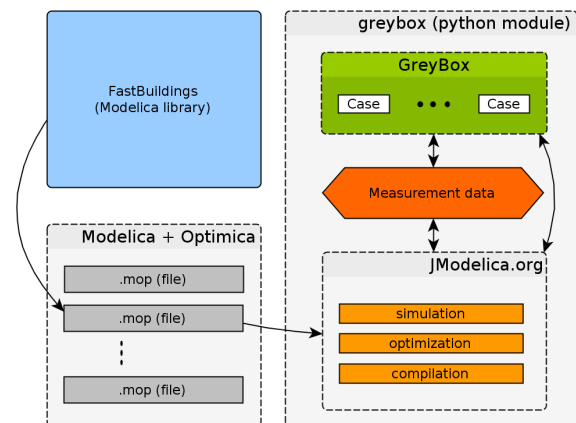 FastBuildings
(Modelica library)
Modelica + Optimica
.mop (file)
.mop (file)
.mop (file)
greybox (python module)
GreyBox
Case
Case
Measurement data
JModelica.org
simulation
optimization
compilation